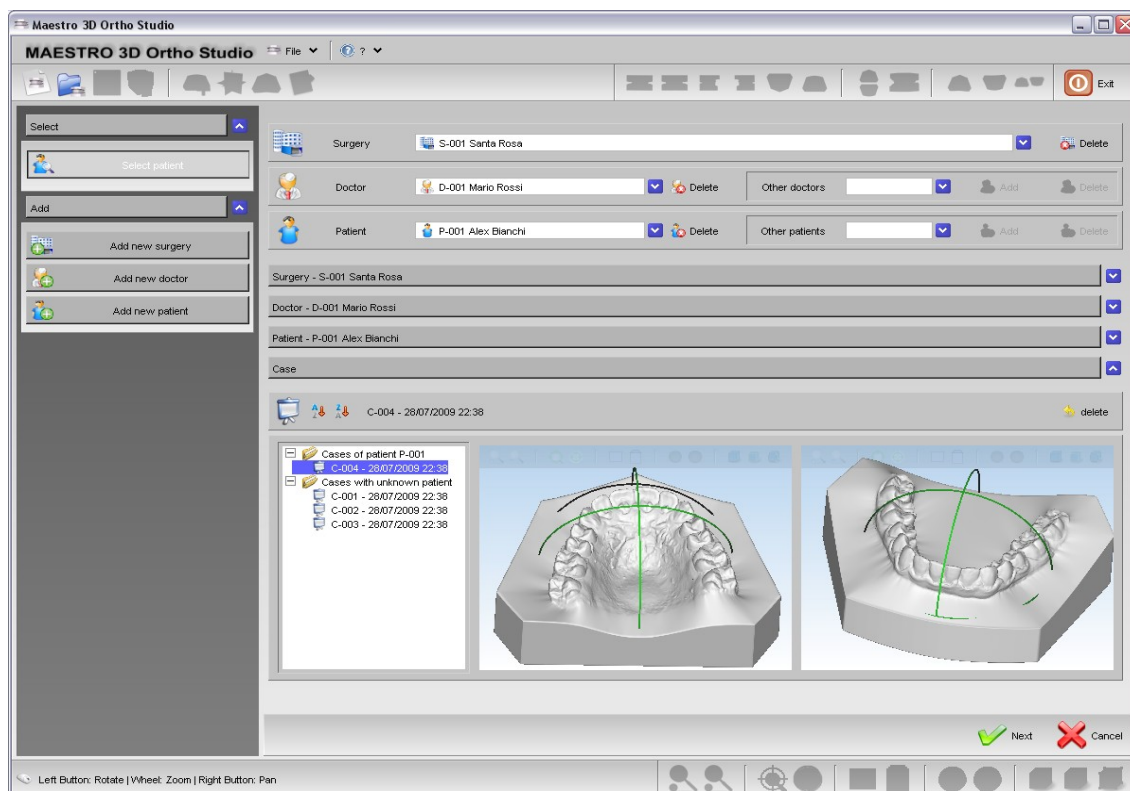 Maestro 3D Ortho Studio
MAESTRO 3D Ortho Studio File ?
Exit
Select
Select patient
Add
Add new surgery
Add new doctor
Add new patient
Surgery S-001 Santa Rosa Delete
Doctor D-001 Mario Rossi Delete Other doctors Add Delete
Patient P-001 Alex Bianchi Delete Other patients Add Delete
Surgery - S-001 Santa Rosa
Doctor - D-001 Mario Rossi
Patient - P-001 Alex Bianchi
Case
C-004 - 28/07/2009 22:38 delete
Cases of patient P-001
C-004 - 28/07/2009 22:38
Cases with unknown patient
C-001 - 28/07/2009 22:38
C-002 - 28/07/2009 22:38
C-003 - 28/07/2009 22:38
Next Cancel
Left Button: Rotate | Wheel: Zoom | Right Button: Pan